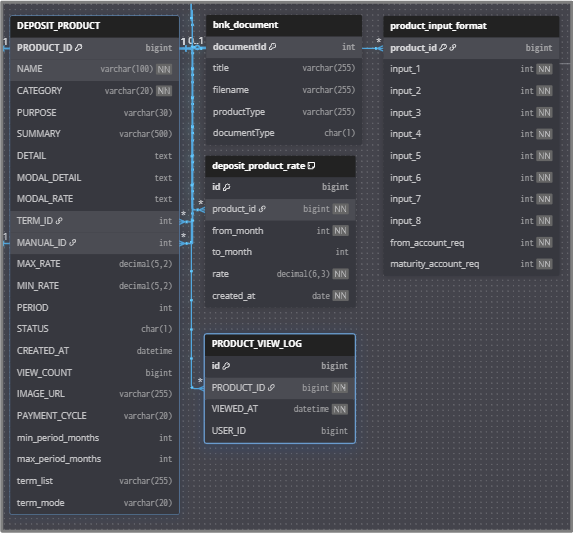 DEPOSIT_PRODUCT
PRODUCT_ID bigint
NAME varchar(100) NN
CATEGORY varchar(20) NN
PURPOSE varchar(30)
SUMMARY varchar(500)
DETAIL text
MODAL_DETAIL text
MODAL_RATE text
TERM_ID int
MANUAL_ID int
MAX_RATE decimal(5,2)
MIN_RATE decimal(5,2)
PERIOD int
STATUS char(1)
CREATED_AT datetime
VIEW_COUNT bigint
IMAGE_URL varchar(255)
PAYMENT_CYCLE varchar(20)
min_period_months int
max_period_months int
term_list varchar(255)
term_mode varchar(20)
1
1
1
0..1
*
*
*
*
*
bnk_document
documentId int
title varchar(255)
filename varchar(255)
productType varchar(255)
documentType char(1)
deposit_product_rate
id bigint
product_id bigint NN
from_month int NN
to_month int
rate decimal(6,3) NN
created_at date NN
PRODUCT_VIEW_LOG
id bigint
PRODUCT_ID bigint NN
VIEWED_AT datetime NN
USER_ID bigint
product_input_format
product_id bigint
input_1 int NN
input_2 int NN
input_3 int NN
input_4 int NN
input_5 int NN
input_6 int NN
input_7 int NN
input_8 int NN
from_account_req int NN
maturity_account_req int NN